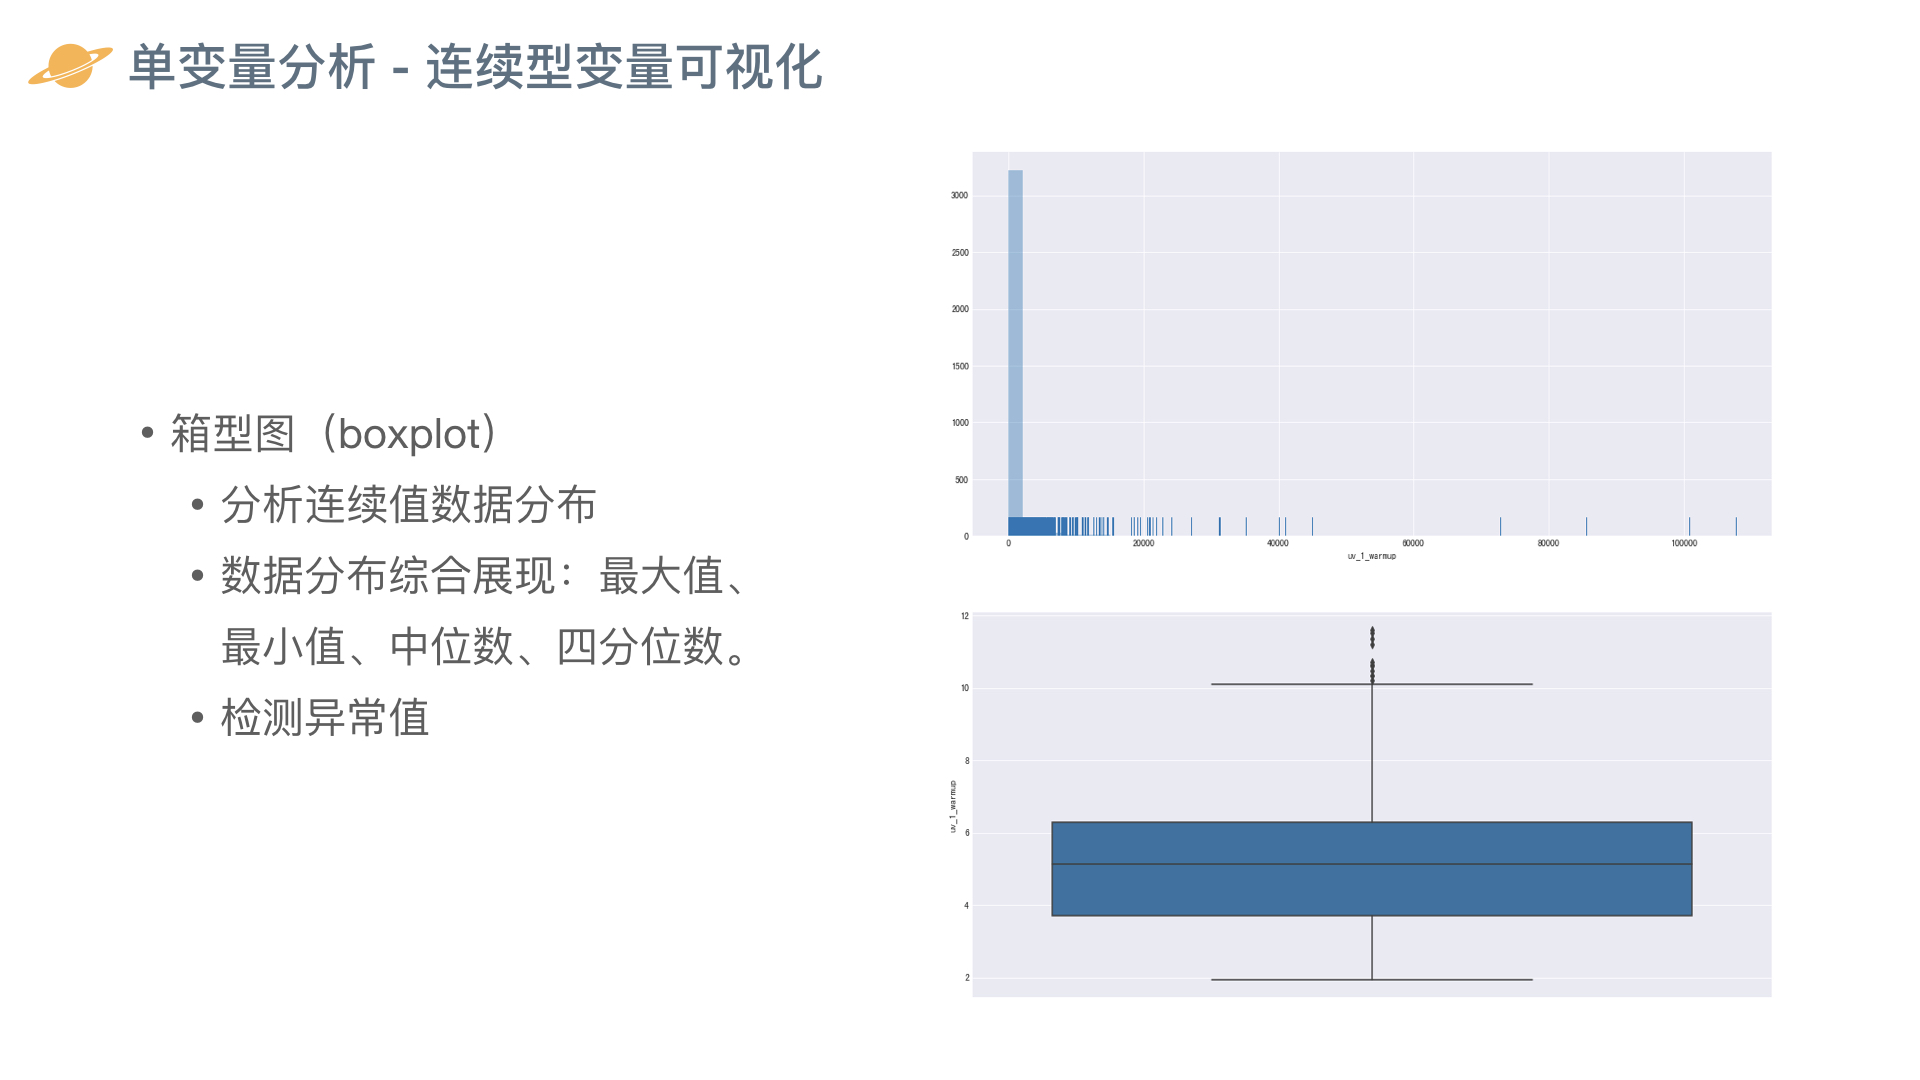 单变量分析 - 连续型变量可视化
• 箱型图（boxplot）
• 分析连续值数据分布
• 数据分布综合展现：最大值、
最小值、中位数、四分位数。
• 检测异常值
3000
2500
2000
1500
1000
500
0
0 20000 40000 60000 80000 100000
uv_1_warmup
12
10
8
6
4
2
uv_1_warmup